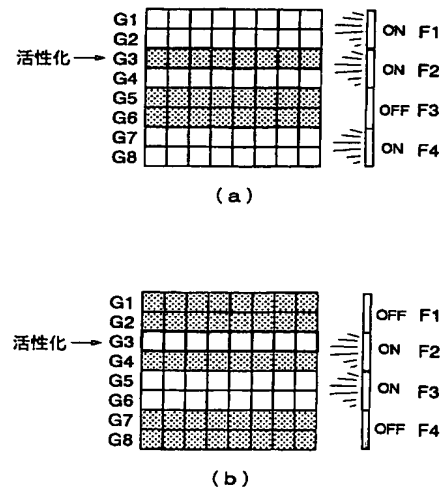 G1
G2 ON F1
活性化 G3
G4 ON F2
G5
G6 OFF F3
G7
G8 ON F4
(a)
G1
G2 OFF F1
活性化 G3
G4 ON F2
G5
G6 ON F3
G7
G8 OFF F4
(b)